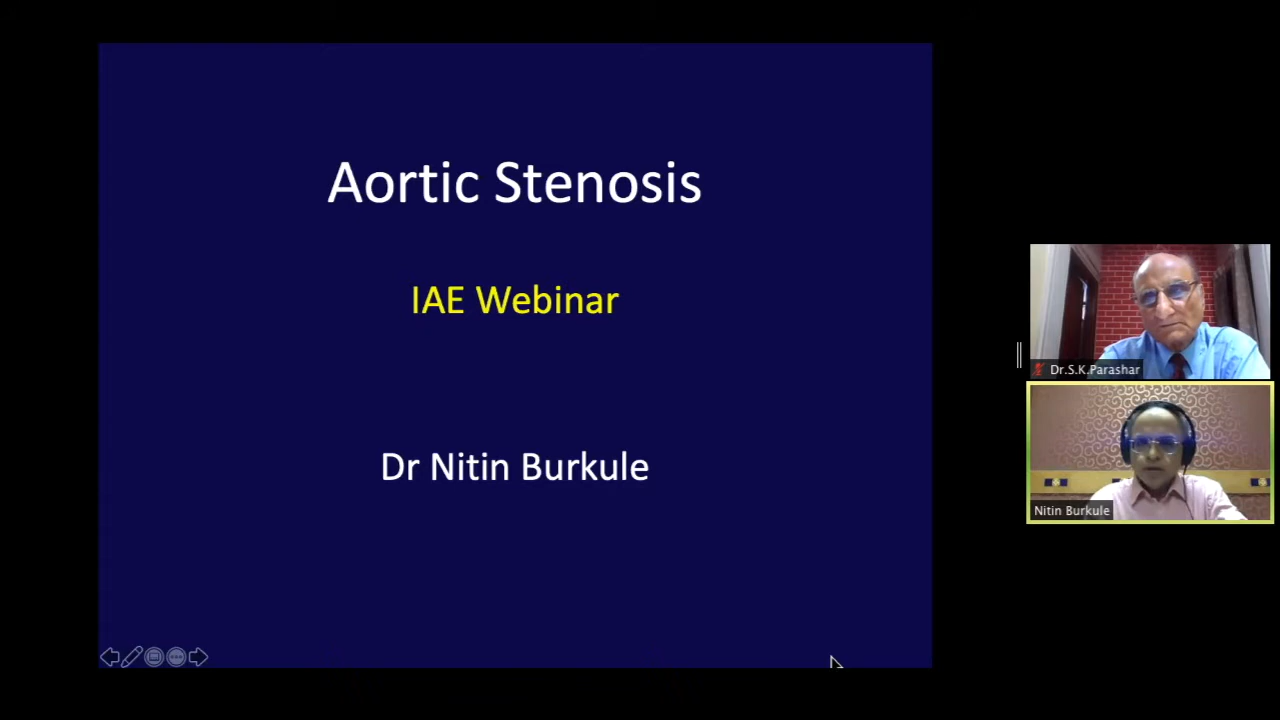 Aortic Stenosis
IAE Webinar
Dr Nitin Burkule
Dr.S.K.Parashar
Nitin Burkule